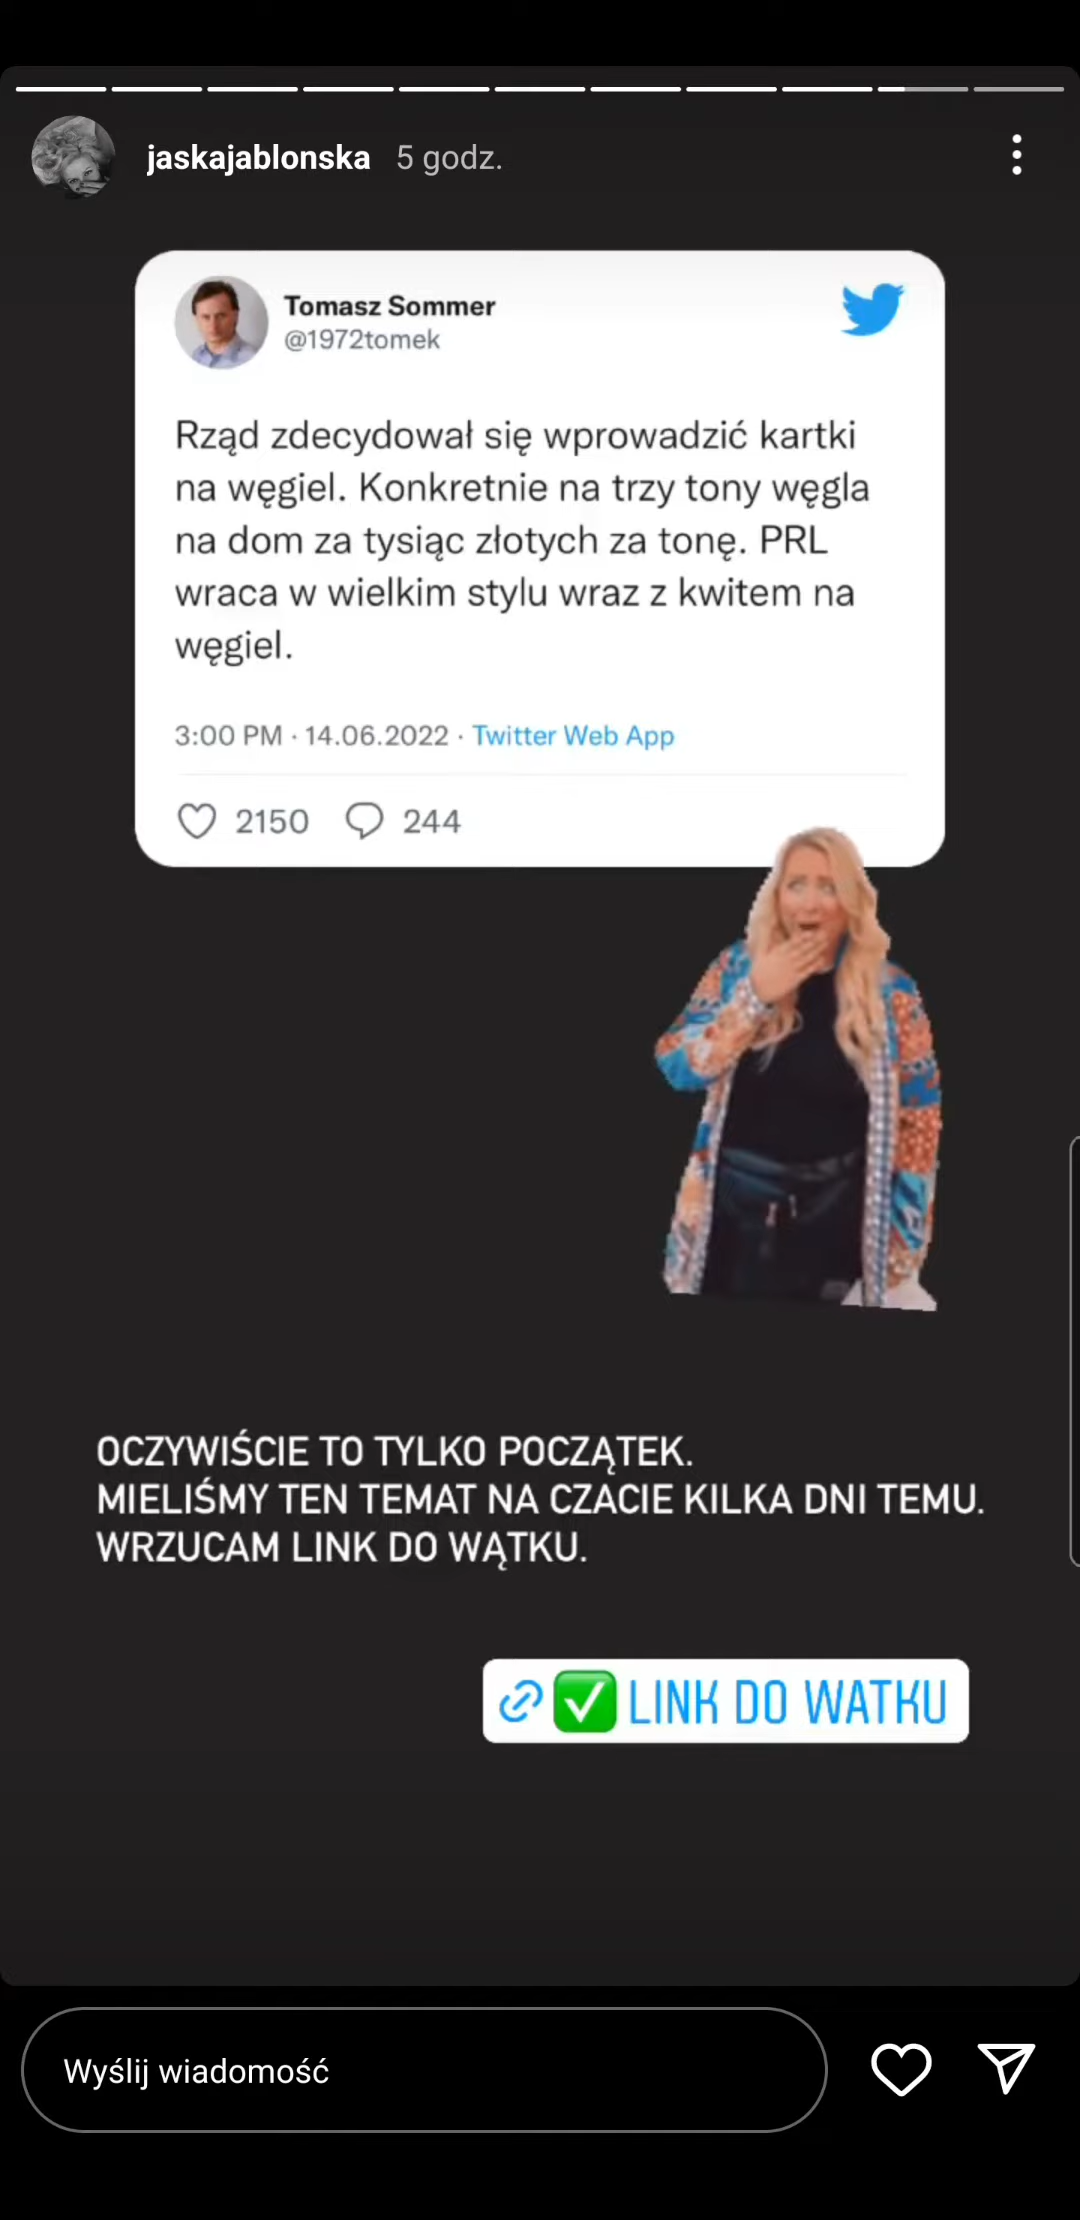 jaskajablonska 5 godz.
Tomasz Sommer
@1972tomek
Rząd zdecydował się wprowadzić kartki
na węgiel. Konkretnie na trzy tony węgla
na dom za tysiąc złotych za tonę. PRL
wraca w wielkim stylu wraz z kwitem na
węgiel.
3:00 PM · 14.06.2022 · Twitter Web App
2150 244
OCZYWIŚCIE TO TYLKO POCZĄTEK.
MIELIŚMY TEN TEMAT NA CZACIE KILKA DNI TEMU.
WRZUCAM LINK DO WĄTKU.
LINK DO WATKU
Wyślij wiadomość